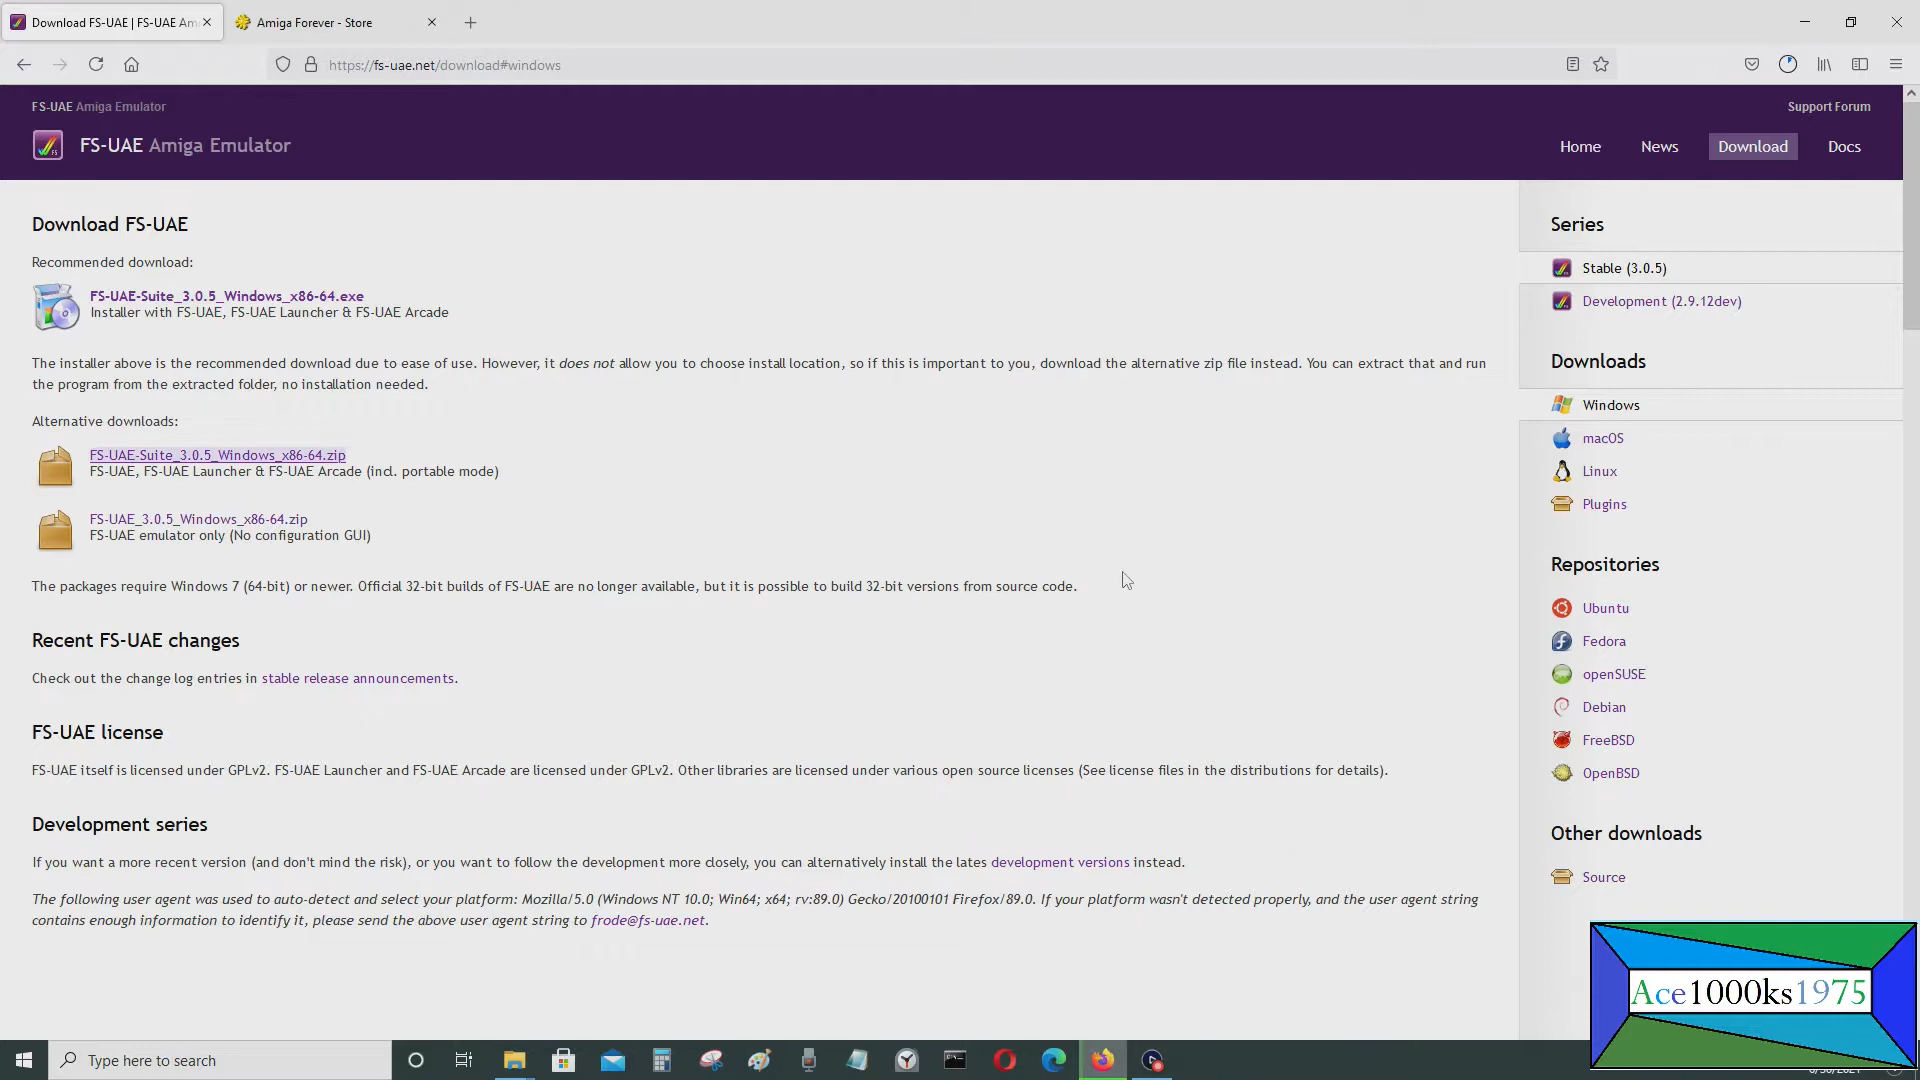 Download FS-UAE | FS-UAE Am
Amiga Forever - Store
https://fs-uae.net/download#windows
FS-UAE Amiga Emulator
Support Forum
FS-UAE Amiga Emulator
Home
News
Download
Docs
Download FS-UAE
Recommended download:
FS-UAE-Suite_3.0.5_Windows_x86-64.exe
Installer with FS-UAE, FS-UAE Launcher & FS-UAE Arcade
The installer above is the recommended download due to ease of use. However, it does not allow you to choose install location, so if this is important to you, download the alternative zip file instead. You can extract that and run
the program from the extracted folder, no installation needed.
Alternative downloads:
FS-UAE-Suite_3.0.5_Windows_x86-64.zip
FS-UAE, FS-UAE Launcher & FS-UAE Arcade (incl. portable mode)
FS-UAE_3.0.5_Windows_x86-64.zip
FS-UAE emulator only (No configuration GUI)
The packages require Windows 7 (64-bit) or newer. Official 32-bit builds of FS-UAE are no longer available, but it is possible to build 32-bit versions from source code.
Recent FS-UAE changes
Check out the change log entries in stable release announcements.
FS-UAE license
FS-UAE itself is licensed under GPLv2. FS-UAE Launcher and FS-UAE Arcade are licensed under GPLv2. Other libraries are licensed under various open source licenses (See license files in the distributions for details).
Development series
If you want a more recent version (and don't mind the risk), or you want to follow the development more closely, you can alternatively install the lates development versions instead.
The following user agent was used to auto-detect and select your platform: Mozilla/5.0 (Windows NT 10.0; Win64; x64; rv:89.0) Gecko/20100101 Firefox/89.0. If your platform wasn't detected properly, and the user agent string
contains enough information to identify it, please send the above user agent string to frode@fs-uae.net.
Series
Stable (3.0.5)
Development (2.9.12dev)
Downloads
Windows
macOS
Linux
Plugins
Repositories
Ubuntu
Fedora
openSUSE
Debian
FreeBSD
OpenBSD
Other downloads
Source
Ace1000ks1975
Type here to search